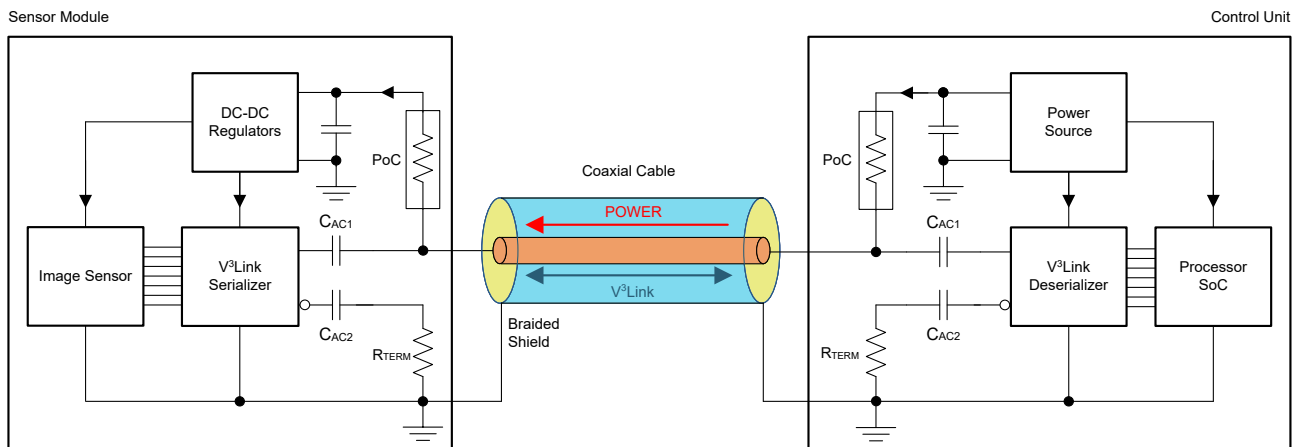 Sensor Module
Control Unit
DC-DC
Regulators
PoC
Coaxial Cable
PoC
Power
Source
POWER
CAC1
CAC1
Image Sensor
V³Link
Serializer
V³Link
V³Link
Deserializer
Processor
SoC
CAC2
Braided
Shield
CAC2
RTERM
RTERM